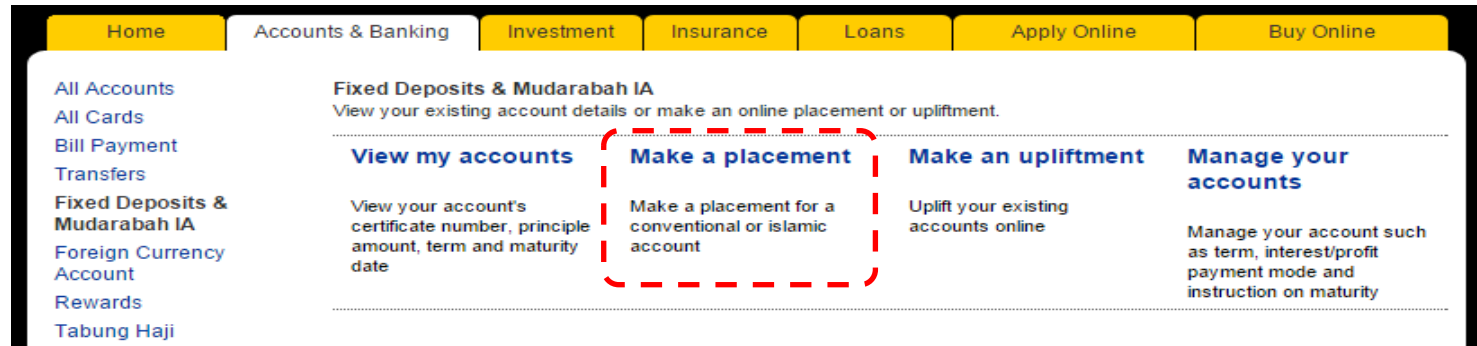 Home
Accounts & Banking
Investment
Insurance
Loans
Apply Online
Buy Online
All Accounts
All Cards
Bill Payment
Transfers
Fixed Deposits &
Mudarabah IA
Foreign Currency
Account
Rewards
Tabung Haji
Fixed Deposits & Mudarabah IA
View your existing account details or make an online placement or upliftment.
View my accounts
View your account's
certificate number, principle
amount, term and maturity
date
Make a placement
Make a placement for a
conventional or islamic
account
Make an upliftment
Uplift your existing
accounts online
Manage your
accounts
Manage your account such
as term, interest/profit
payment mode and
instruction on maturity